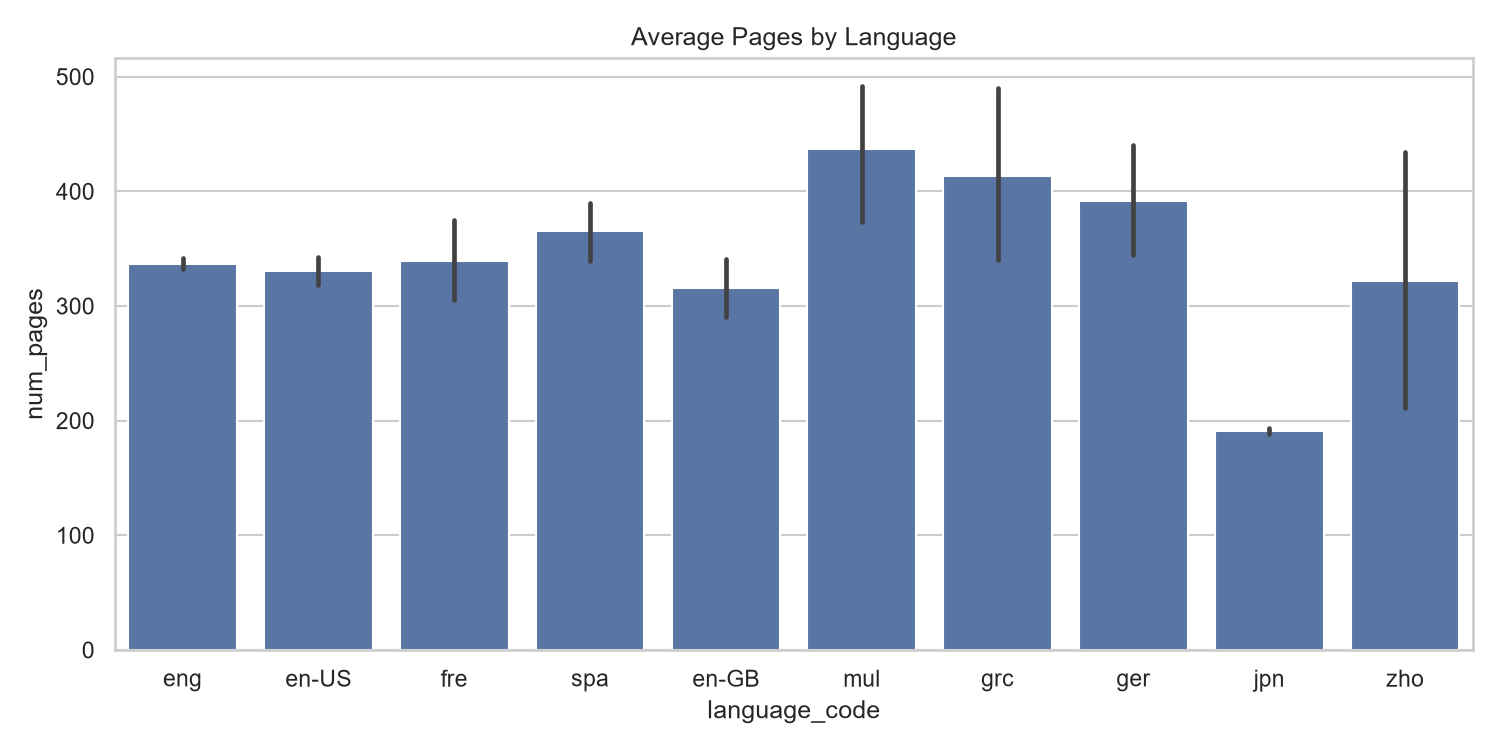 Average Pages by Language
num_pages
500
400
300
200
100
0
eng en-US fre spa en-GB mul grc ger jpn zho
language_code